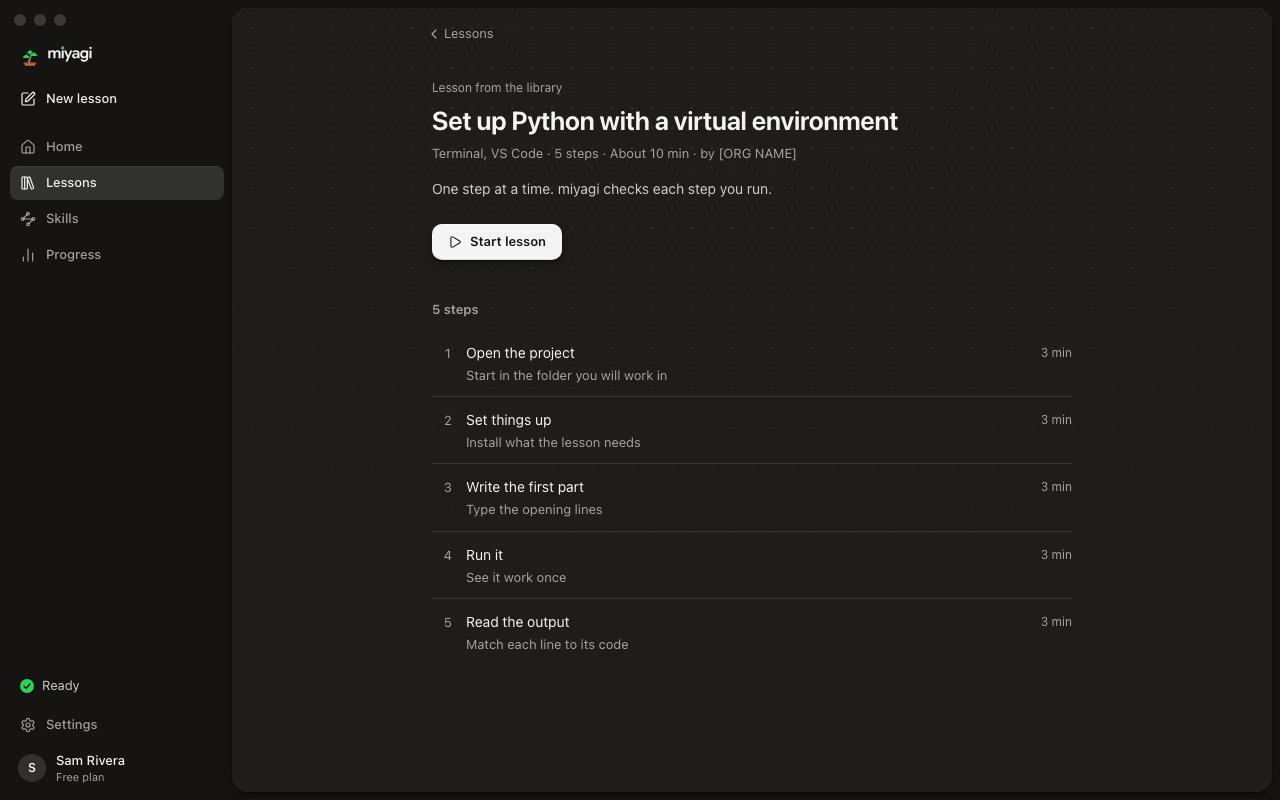 miyagi
New lesson
Home
Lessons
Skills
Progress
Ready
Settings
S
Sam Rivera
Free plan
Lessons
Lesson from the library
Set up Python with a virtual environment
Terminal, VS Code · 5 steps · About 10 min · by [ORG NAME]
One step at a time. miyagi checks each step you run.
Start lesson
5 steps
1 Open the project 3 min
Start in the folder you will work in
2 Set things up 3 min
Install what the lesson needs
3 Write the first part 3 min
Type the opening lines
4 Run it 3 min
See it work once
5 Read the output 3 min
Match each line to its code